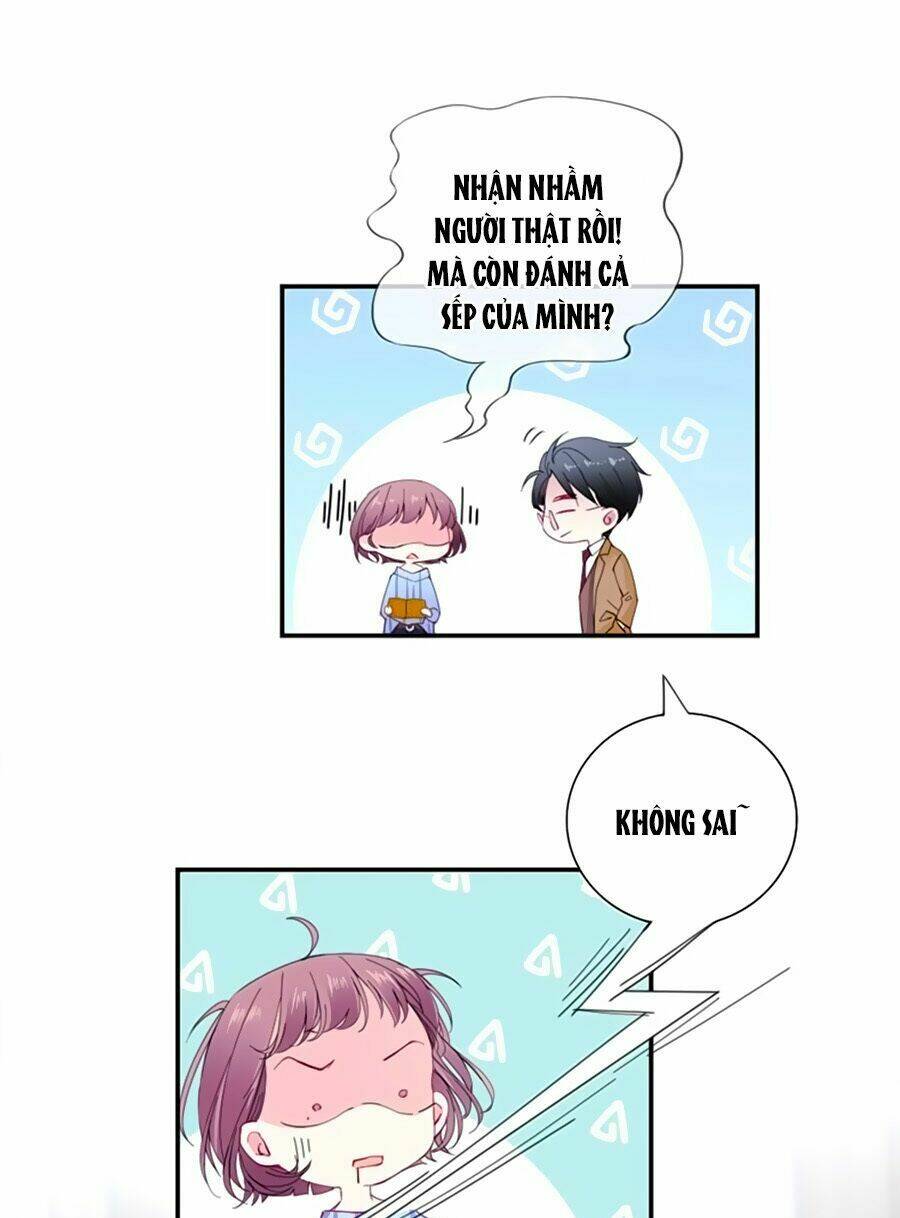 NHẬN NHẦM
NGƯỜI THẬT RỒI!
MÀ CÒN ĐÁNH CẢ
SẾP CỦA MÌNH?
KHÔNG SAI~